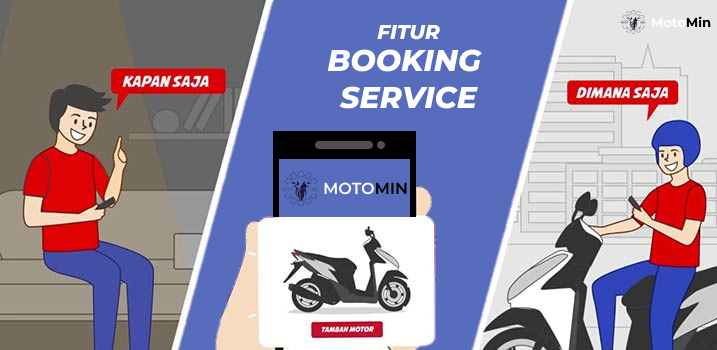 FITUR
BOOKING
SERVICE
MotoMin
KAPAN SAJA
DIMANA SAJA
MOTOMIN
TAMBAH MOTOR